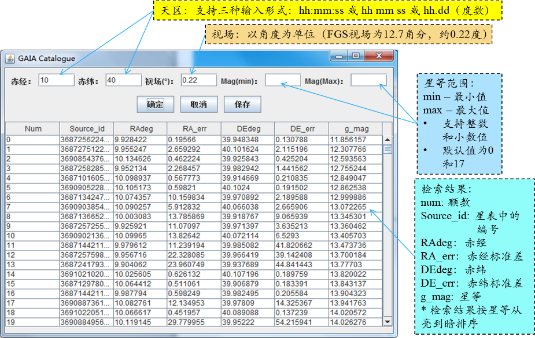 天区：支持三种输入形式：hh:mm:ss 或 hh mm ss 或 hh.dd（度数）
视场：以角度为单位（FGS视场为12.7角分，约0.22度）
GAIA Catalogue
赤经： 10 赤纬： 40 视场(°)： 0.22 Mag(min)： Mag(Max)：
确定 取消 保存
Num Source_id RAdeg RA_err DEdeg DE_err g_mag
1 3687256224... 9.928422 0.19566 39.948348 0.130788 11.856157
2 3687275122... 9.955247 2.659292 40.101624 2.115196 12.307766
3 3690854376... 10.134626 0.462224 39.925843 0.425204 12.593563
4 3687258285... 9.952134 2.268457 39.982942 1.441562 12.755244
5 3687101605... 10.098937 0.567773 39.914669 0.210835 12.849047
6 3690905228... 10.105173 0.59821 40.1024 0.191502 12.862538
7 3687134247... 10.074357 10.159834 39.970892 2.189588 12.999886
8 3690903854... 10.090257 5.912832 40.065038 2.665906 13.072265
9 3687136652... 10.003083 13.785869 39.918767 9.065939 13.345301
10 3687257255... 9.925921 1.07097 39.971397 3.635213 13.360462
11 3690902136... 10.09965 13.82642 40.072114 6.5293 13.405703
12 3687144211... 9.979612 11.239194 39.985082 41.820662 13.473736
13 3687257598... 9.956716 22.328085 39.966419 39.142408 13.700184
14 3687241793... 9.904062 23.960749 39.937689 44.841443 13.77703
15 3691021020... 10.025605 0.626132 40.107196 0.189759 13.820022
16 3687129780... 10.064412 0.511061 39.906879 0.183391 13.843137
17 3687144211... 9.987794 0.598249 39.982495 0.205584 13.904323
18 3690887361... 10.082761 12.134953 39.97809 14.325367 13.941763
19 3691022051... 10.066617 0.451957 40.089088 0.137239 14.020572
20 3690884956... 10.119145 29.779955 39.95222 54.215941 14.026276
星等范围：
min – 最小值
max – 最大值
• 支持整数
和小数位
• 默认值为0
和17
检索结果：
num: 颗数
Source_id: 星表中的
编号
RAdeg：赤经
RA_err：赤经标准差
DEdeg：赤纬
DE_err：赤纬标准差
g_mag：星等
* 检索结果按星等从
亮到暗排序